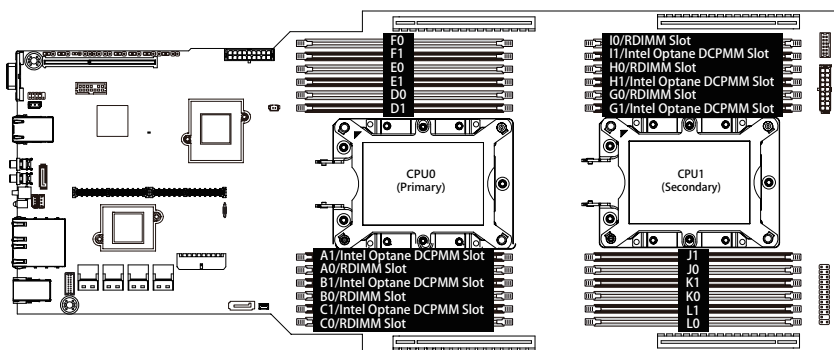 F0
F1
E0
E1
D0
D1
I0/RDIMM Slot
I1/Intel Optane DCPMM Slot
H0/RDIMM Slot
H1/Intel Optane DCPMM Slot
G0/RDIMM Slot
G1/Intel Optane DCPMM Slot
CPU0
(Primary)
CPU1
(Secondary)
A1/Intel Optane DCPMM Slot
A0/RDIMM Slot
B1/Intel Optane DCPMM Slot
B0/RDIMM Slot
C1/Intel Optane DCPMM Slot
C0/RDIMM Slot
J1
J0
K1
K0
L1
L0